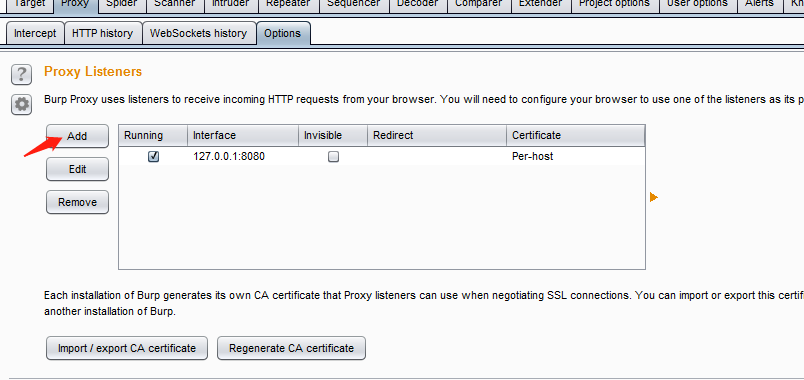 Target Proxy Spider Scanner Intruder Repeater Sequencer Decoder Comparer Extender Project options User options Alerts
Intercept HTTP history WebSockets history Options
? Proxy Listeners
Burp Proxy uses listeners to receive incoming HTTP requests from your browser. You will need to configure your browser to use one of the listeners as its
Add Running Interface Invisible Redirect Certificate
127.0.0.1:8080 Per-host
Edit
Remove
Each installation of Burp generates its own CA certificate that Proxy listeners can use when negotiating SSL connections. You can import or export this
another installation of Burp.
Import / export CA certificate Regenerate CA certificate